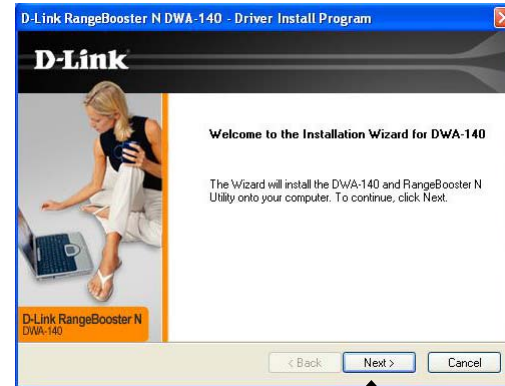 D-Link RangeBooster N DWA-140 - Driver Install Program
D-Link
Welcome to the Installation Wizard for DWA-140
The Wizard will install the DWA-140 and RangeBooster N
Utility onto your computer. To continue, click Next.
D-Link RangeBooster N
DWA-140
< Back
Next >
Cancel